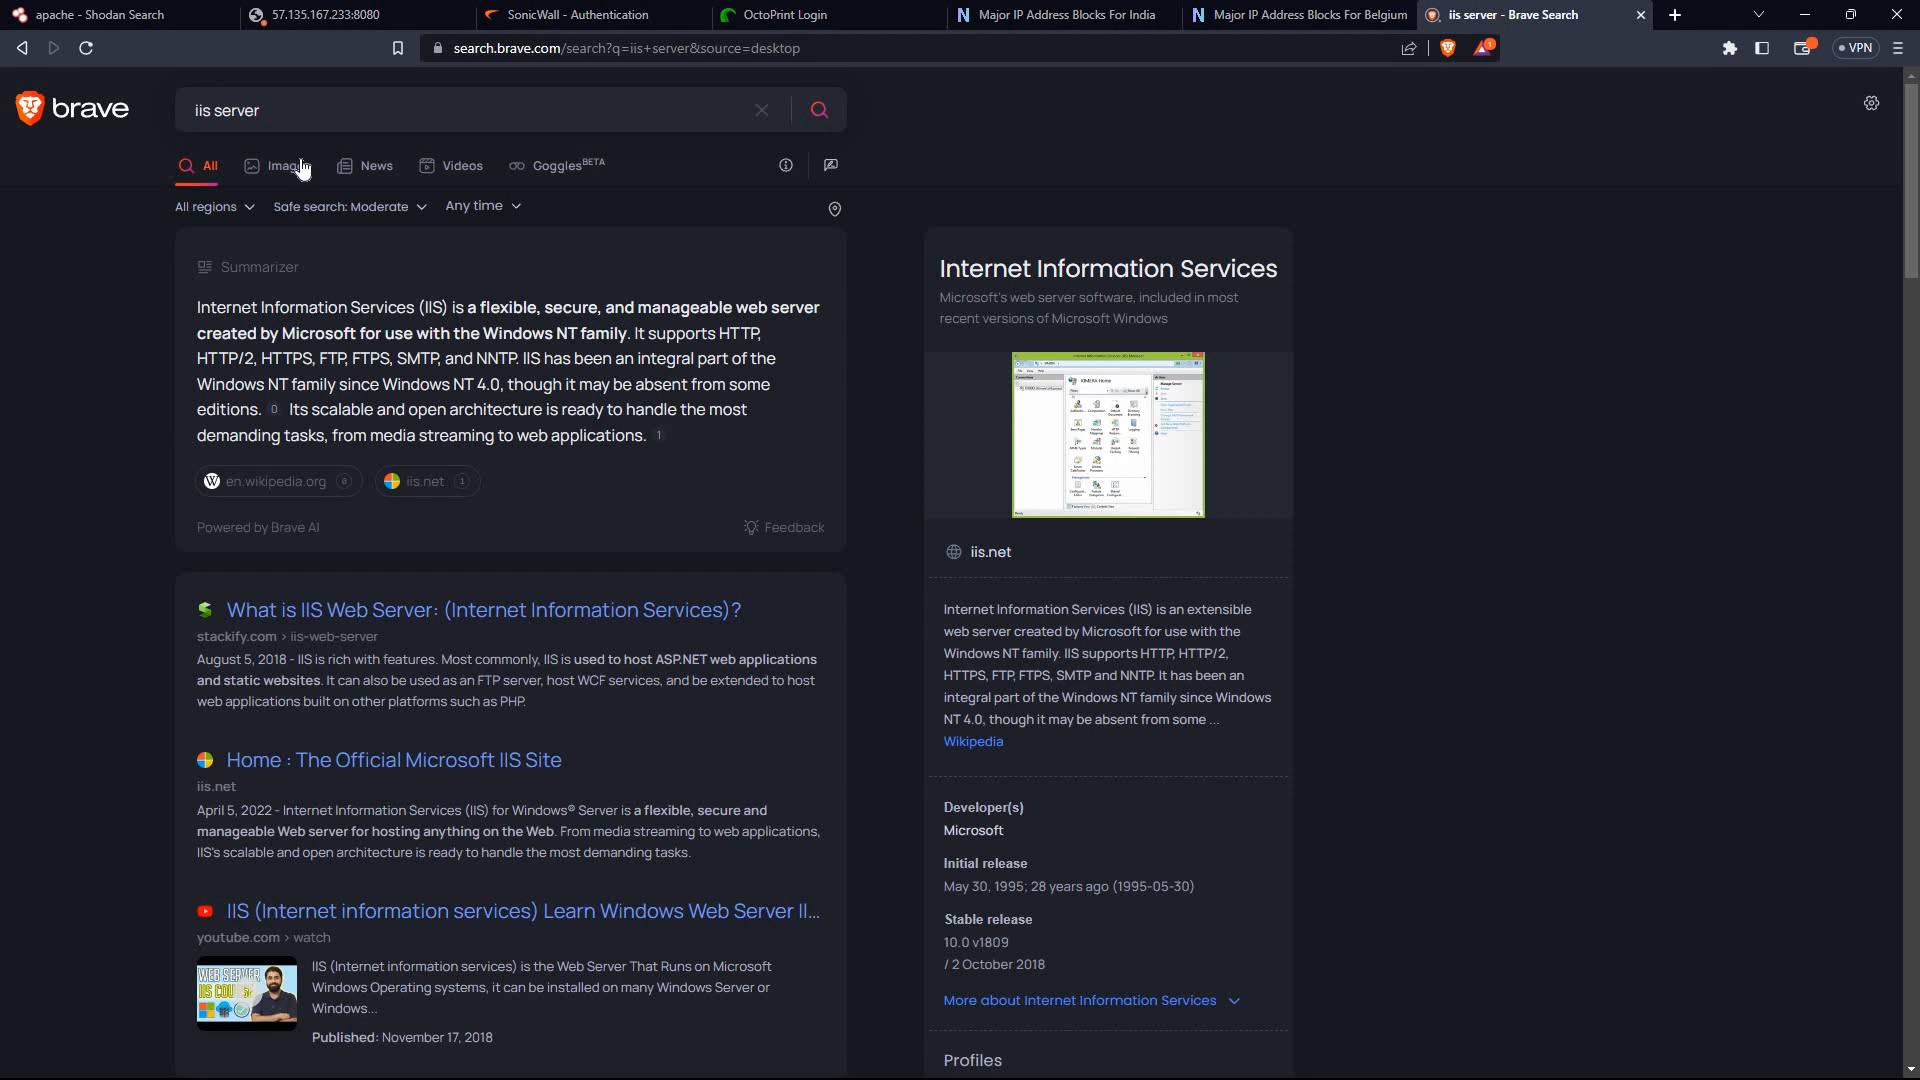 apache - Shodan Search
57.135.167.233:8080
SonicWall - Authentication
OctoPrint Login
Major IP Address Blocks For India
Major IP Address Blocks For Belgium
iis server - Brave Search
search.brave.com/search?q=iis+server&source=desktop
1
VPN
brave
iis server
All
News
Videos
Goggles BETA
All regions
Safe search: Moderate
Any time
Summarizer
Internet Information Services (IIS) is a flexible, secure, and manageable web server
created by Microsoft for use with the Windows NT family. It supports HTTP,
HTTP/2, HTTPS, FTP, FTPS, SMTP, and NNTP. IIS has been an integral part of the
Windows NT family since Windows NT 4.0, though it may be absent from some
editions. 0 Its scalable and open architecture is ready to handle the most
demanding tasks, from media streaming to web applications. 1
en.wikipedia.org 0
iis.net 1
Powered by Brave AI
Feedback
What is IIS Web Server: (Internet Information Services)?
stackify.com › iis-web-server
August 5, 2018 - IIS is rich with features. Most commonly, IIS is used to host ASP.NET web applications
and static websites. It can also be used as an FTP server, host WCF services, and be extended to host
web applications built on other platforms such as PHP.
Home : The Official Microsoft IIS Site
iis.net
April 5, 2022 - Internet Information Services (IIS) for Windows® Server is a flexible, secure and
manageable Web server for hosting anything on the Web. From media streaming to web applications,
IIS's scalable and open architecture is ready to handle the most demanding tasks.
IIS (Internet information services) Learn Windows Web Server II...
youtube.com › watch
WEB SERVER
IIS (Internet information services) is the Web Server That Runs on Microsoft
Windows Operating systems, it can be installed on many Windows Server or
Windows...
Published: November 17, 2018
Internet Information Services
Microsoft's web server software, included in most
recent versions of Microsoft Windows
iis.net
Internet Information Services (IIS) is an extensible
web server created by Microsoft for use with the
Windows NT family. IIS supports HTTP, HTTP/2,
HTTPS, FTP, FTPS, SMTP and NNTP. It has been an
integral part of the Windows NT family since Windows
NT 4.0, though it may be absent from some ...
Wikipedia
Developer(s)
Microsoft
Initial release
May 30, 1995; 28 years ago (1995-05-30)
Stable release
10.0 v1809
/ 2 October 2018
More about Internet Information Services
Profiles